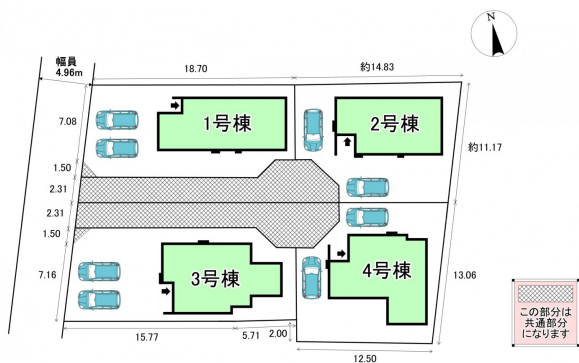 N
幅員
4.96m
18.70
約14.83
7.08
1号棟
2号棟
約11.17
1.50
2.31
2.31
1.50
7.16
3号棟
4号棟
13.06
この部分は
共通部分
になります
15.77
5.71
2.00
12.50